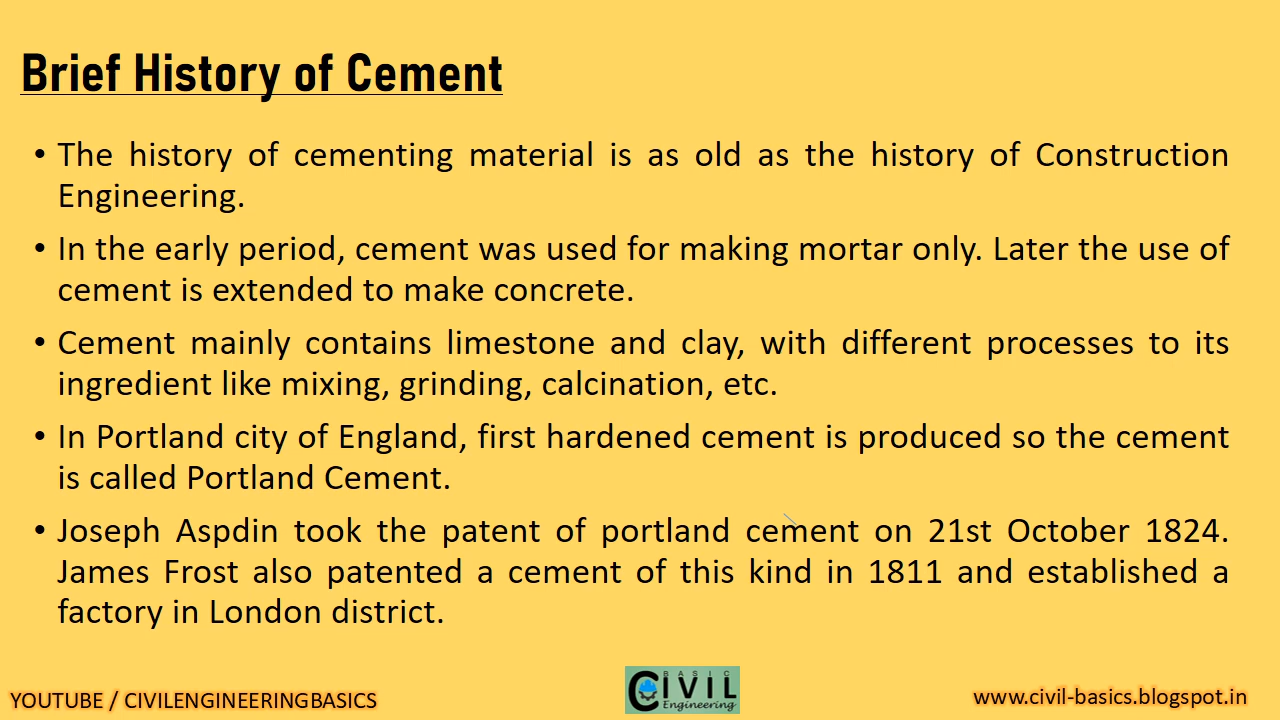 Brief History of Cement
• The history of cementing material is as old as the history of Construction
Engineering.
• In the early period, cement was used for making mortar only. Later the use of
cement is extended to make concrete.
• Cement mainly contains limestone and clay, with different processes to its
ingredient like mixing, grinding, calcination, etc.
• In Portland city of England, first hardened cement is produced so the cement
is called Portland Cement.
• Joseph Aspdin took the patent of portland cement on 21st October 1824.
James Frost also patented a cement of this kind in 1811 and established a
factory in London district.
YOUTUBE / CIVILENGINEERINGBASICS
BASIC
CIVIL
Engineering
www.civil-basics.blogspot.in